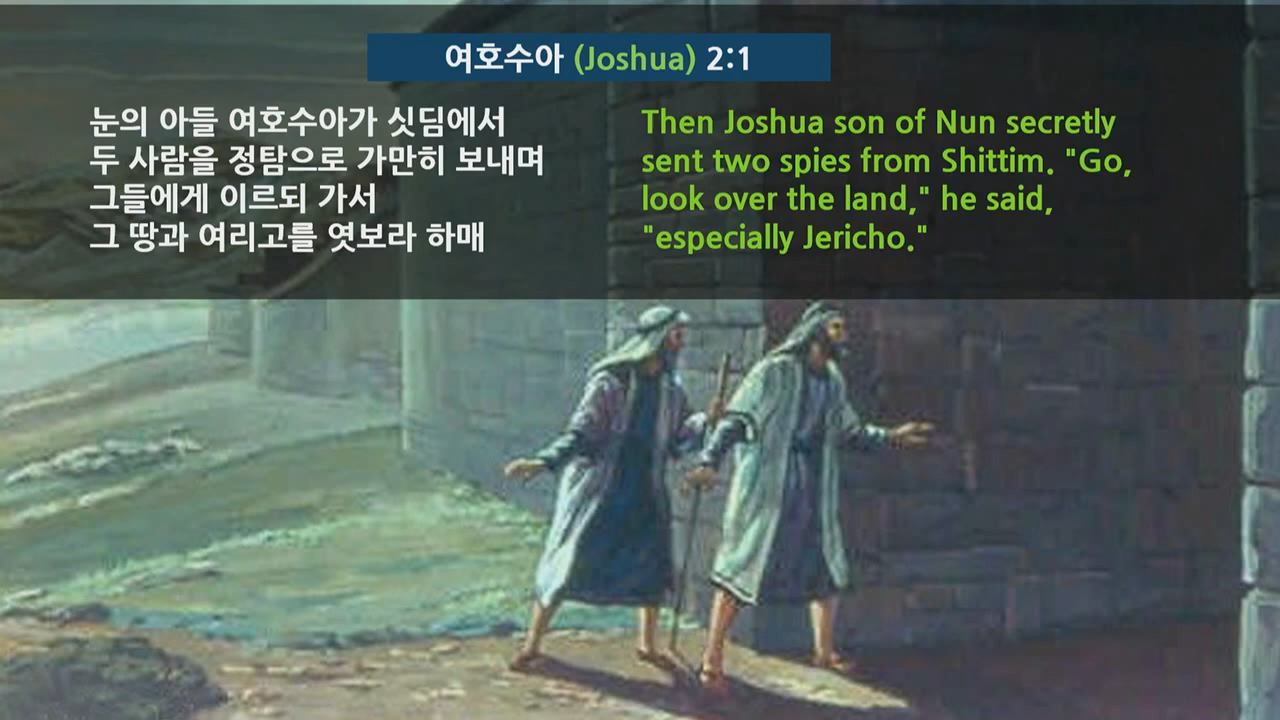 여호수아 (Joshua) 2:1
눈의 아들 여호수아가 싯딤에서
두 사람을 정탐으로 가만히 보내며
그들에게 이르되 가서
그 땅과 여리고를 엿보라 하매
Then Joshua son of Nun secretly
sent two spies from Shittim. "Go,
look over the land," he said,
"especially Jericho."